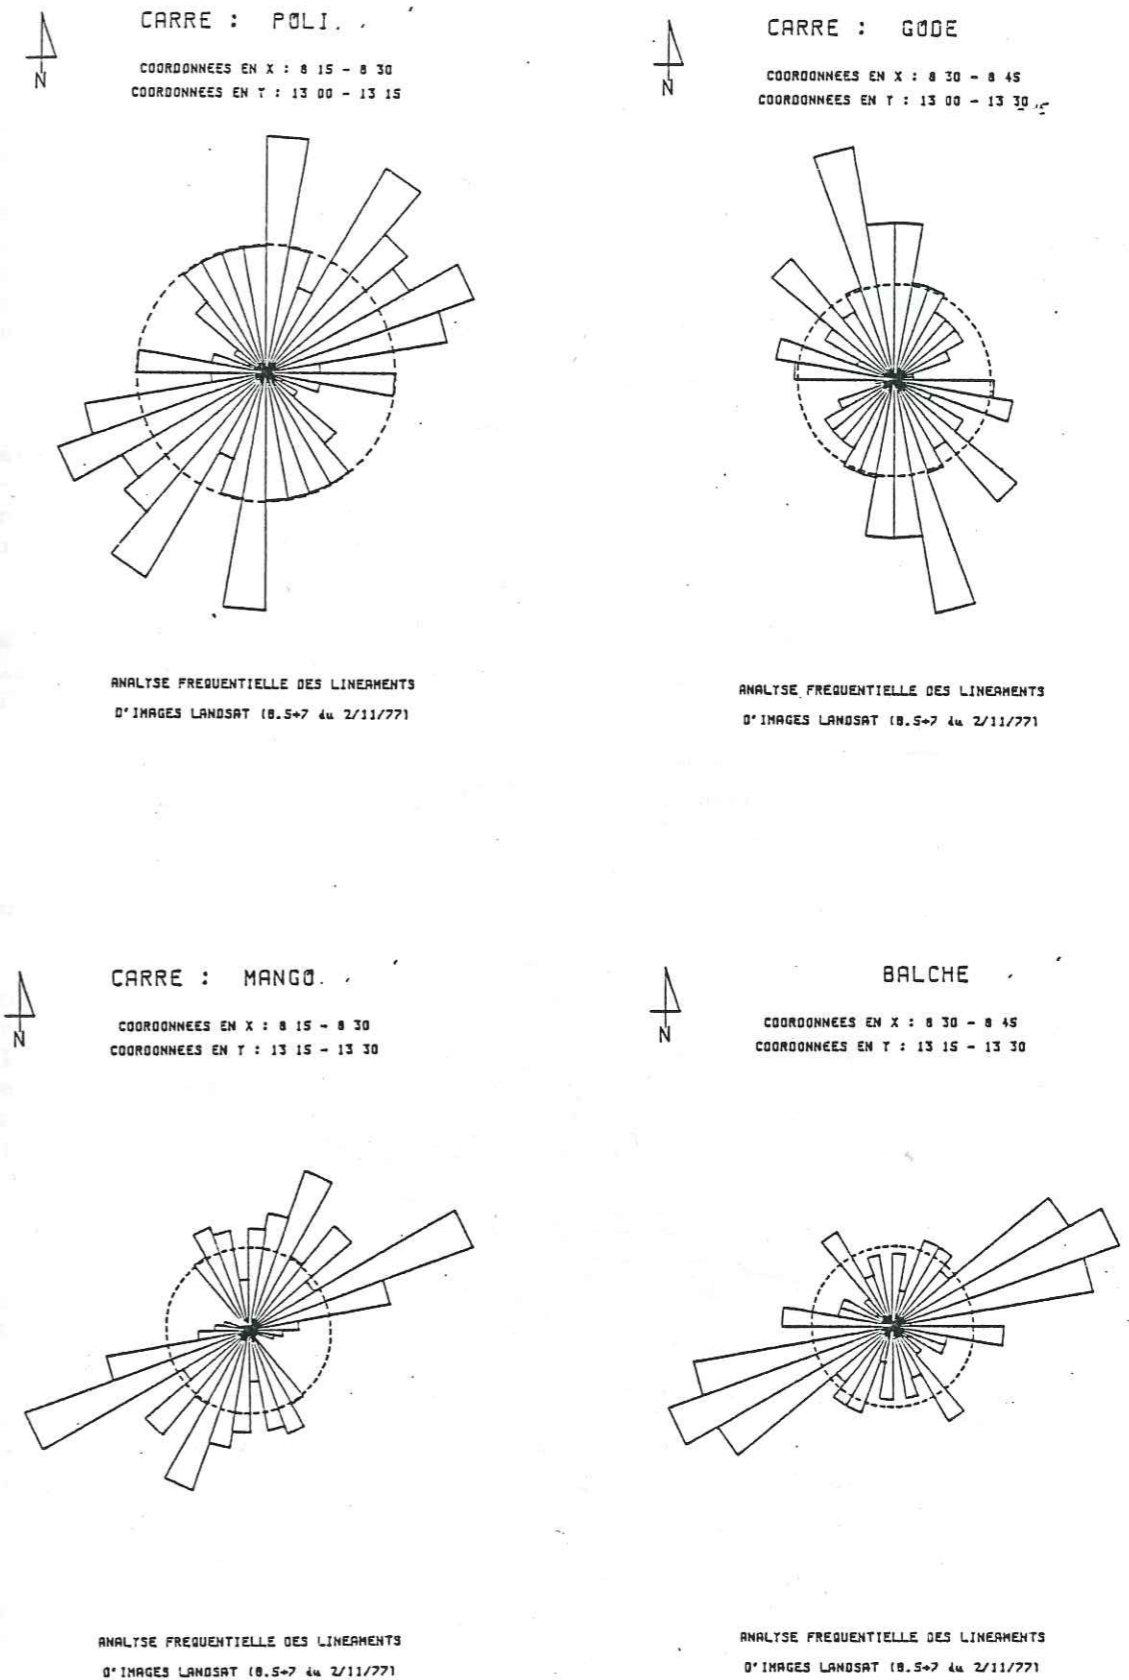 CARRE : POLI.
N
COORDONNEES EN X : 8 15 - 8 30
COORDONNEES EN Y : 13 00 - 13 15
ANALYSE FREQUENTIELLE DES LINEAMENTS
D'IMAGES LANDSAT (B.5+7 du 2/11/77)
CARRE : GODE
N
COORDONNEES EN X : 8 30 - 8 45
COORDONNEES EN Y : 13 00 - 13 30 15
ANALYSE FREQUENTIELLE DES LINEAMENTS
D'IMAGES LANDSAT (B.5+7 du 2/11/77)
CARRE : MANGO.
N
COORDONNEES EN X : 8 15 - 8 30
COORDONNEES EN Y : 13 15 - 13 30
ANALYSE FREQUENTIELLE DES LINEAMENTS
D'IMAGES LANDSAT (B.5+7 du 2/11/77)
BALCHE
N
COORDONNEES EN X : 8 30 - 8 45
COORDONNEES EN Y : 13 15 - 13 30
ANALYSE FREQUENTIELLE DES LINEAMENTS
D'IMAGES LANDSAT (B.5+7 du 2/11/77)